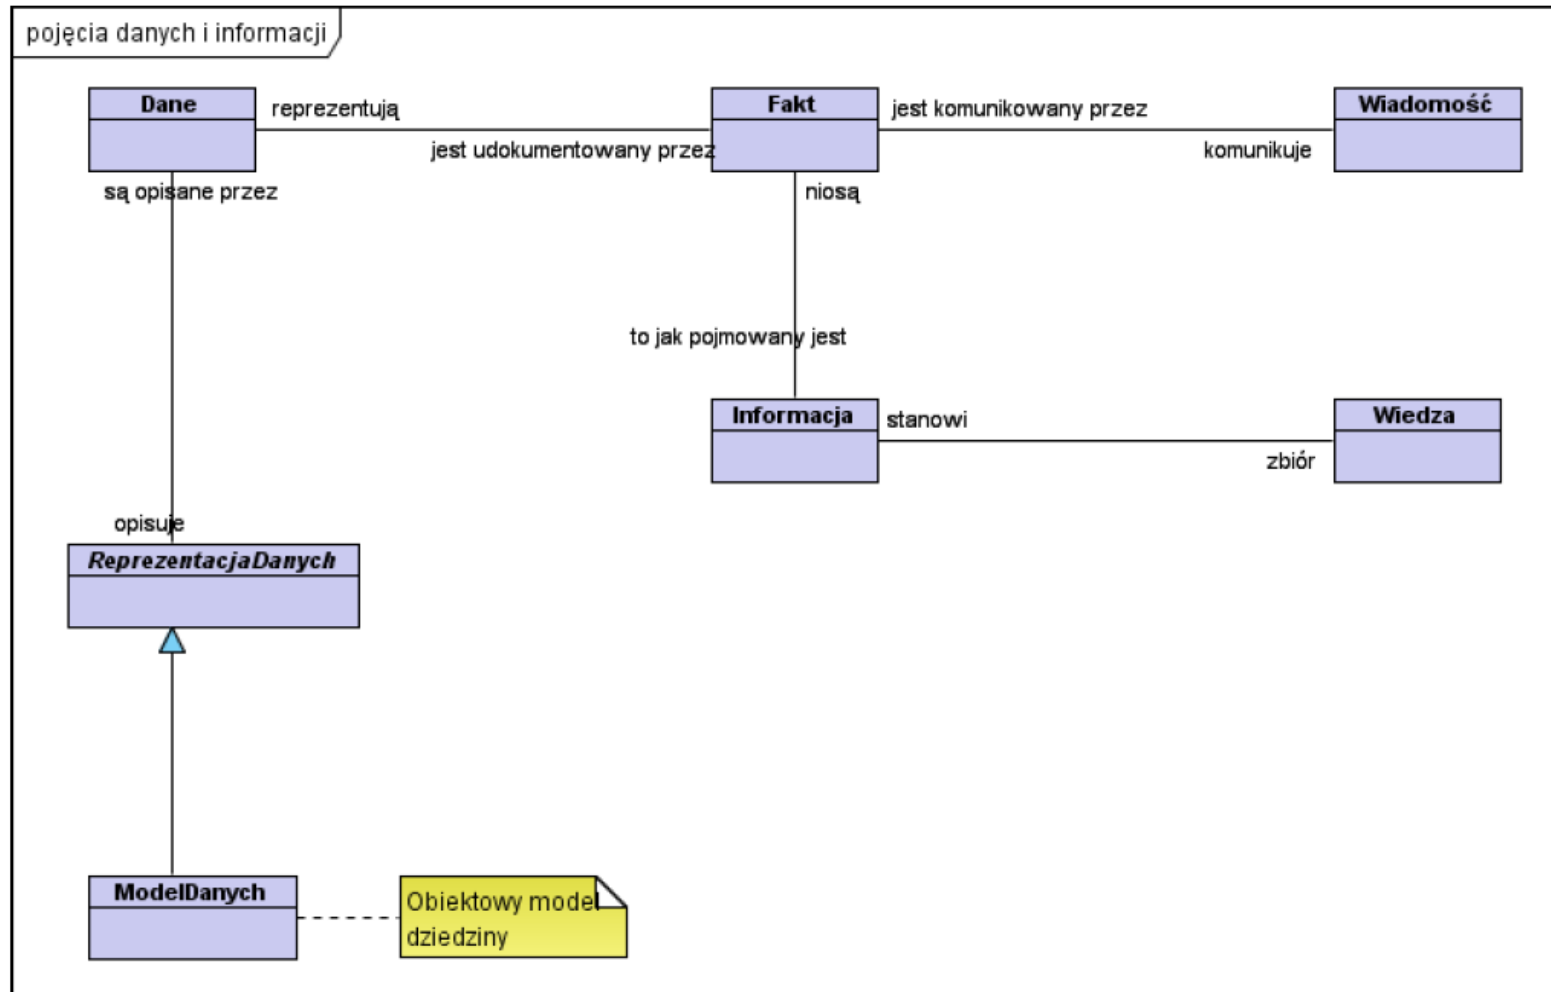 pojęcia danych i informacji
Dane
reprezentują
Fakt
jest komunikowany przez
Wiadomość
jest udokumentowany przez
komunikuje
są opisane przez
niosą
to jak pojmowany jest
Informacja
stanowi
Wiedza
zbiór
opisuje
ReprezentacjaDanych
ModelDanych
Obiektowy model
dziedziny